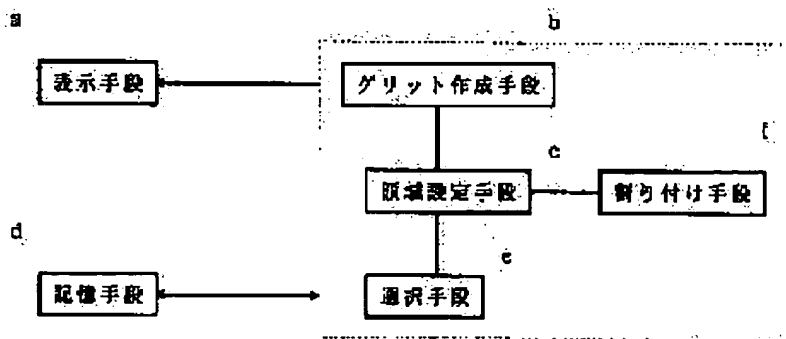 a
b
表示手段
グリット作成手段
f
c
領域設定手段
割り付け手段
d
e
記憶手段
選択手段